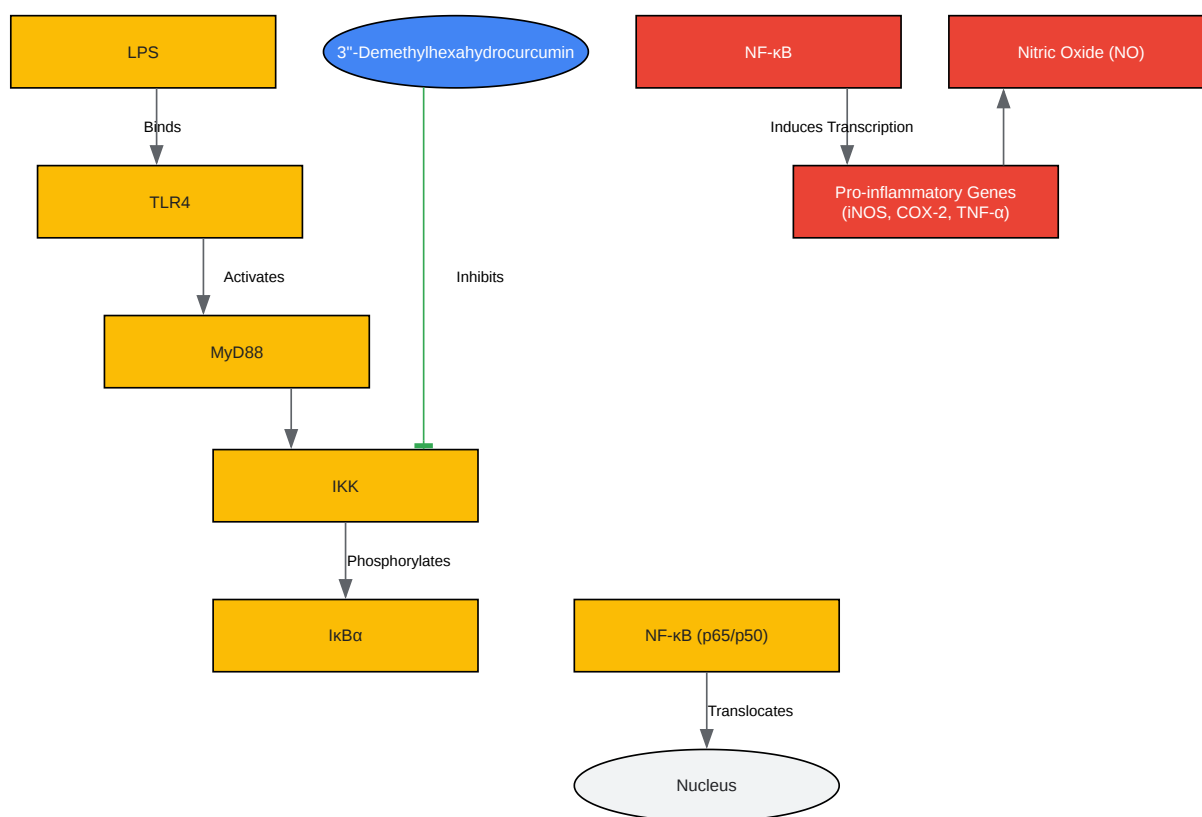 LPS
3"-Demethylhexahydrocurcumin
NF-κB
Nitric Oxide (NO)
Binds
Induces Transcription
TLR4
Pro-inflammatory Genes
(iNOS, COX-2, TNF-α)
Activates
Inhibits
MyD88
IKK
Phosphorylates
IκBα
NF-κB (p65/p50)
Translocates
Nucleus